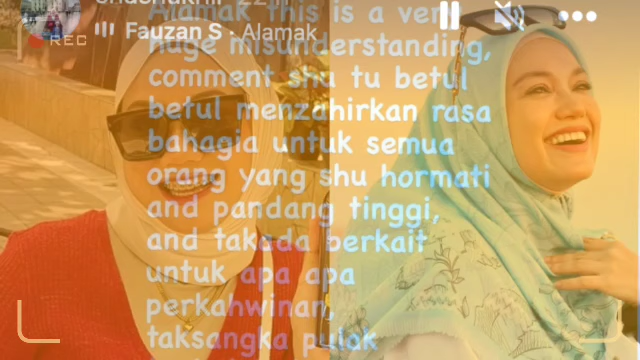 22h
Fauzan S · Alamak
REC
Alamak this is a very
huge misunderstanding,
comment shu tu betul
betul menzahirkan rasa
bahagia untuk semua
orang yang shu hormati
and pandang tinggi,
and takada berkait
untuk apa apa
perkahwinan,
taksangka pulak